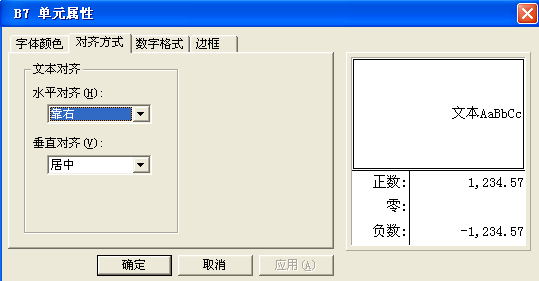 B7 单元属性
字体颜色 对齐方式 数字格式 边框
文本对齐
水平对齐(H):
靠右
垂直对齐(V):
居中
文本AaBbCc
正数: 1,234.57
零:
负数: -1,234.57
确定 取消 应用(A)